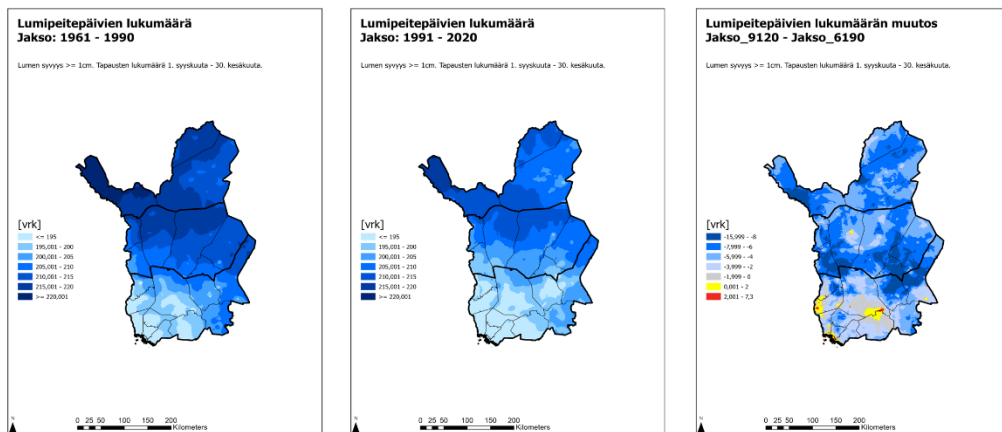 Lumipeitepäivien lukumäärä
Jakso: 1961 - 1990
Lumen syvyys >= 1cm. Tapausten lukumäärä 1. syyskuuta - 30. kesäkuuta.
[vrk]
<= 195
195,001 - 200
200,001 - 205
205,001 - 210
210,001 - 215
215,001 - 220
>= 220,001
N
0 25 50 100 150 200
Kilometers
Lumipeitepäivien lukumäärä
Jakso: 1991 - 2020
Lumen syvyys >= 1cm. Tapausten lukumäärä 1. syyskuuta - 30. kesäkuuta.
[vrk]
<= 195
195,001 - 200
200,001 - 205
205,001 - 210
210,001 - 215
215,001 - 220
>= 220,001
N
0 25 50 100 150 200
Kilometers
Lumipeitepäivien lukumäärän muutos
Jakso_9120 - Jakso_6190
Lumen syvyys >= 1cm. Tapausten lukumäärä 1. syyskuuta - 30. kesäkuuta.
[vrk]
-15,999 - -8
-7,999 - -6
-5,999 - -4
-3,999 - -2
-1,999 - 0
0,001 - 2
2,001 - 7,3
N
0 25 50 100 150 200
Kilometers